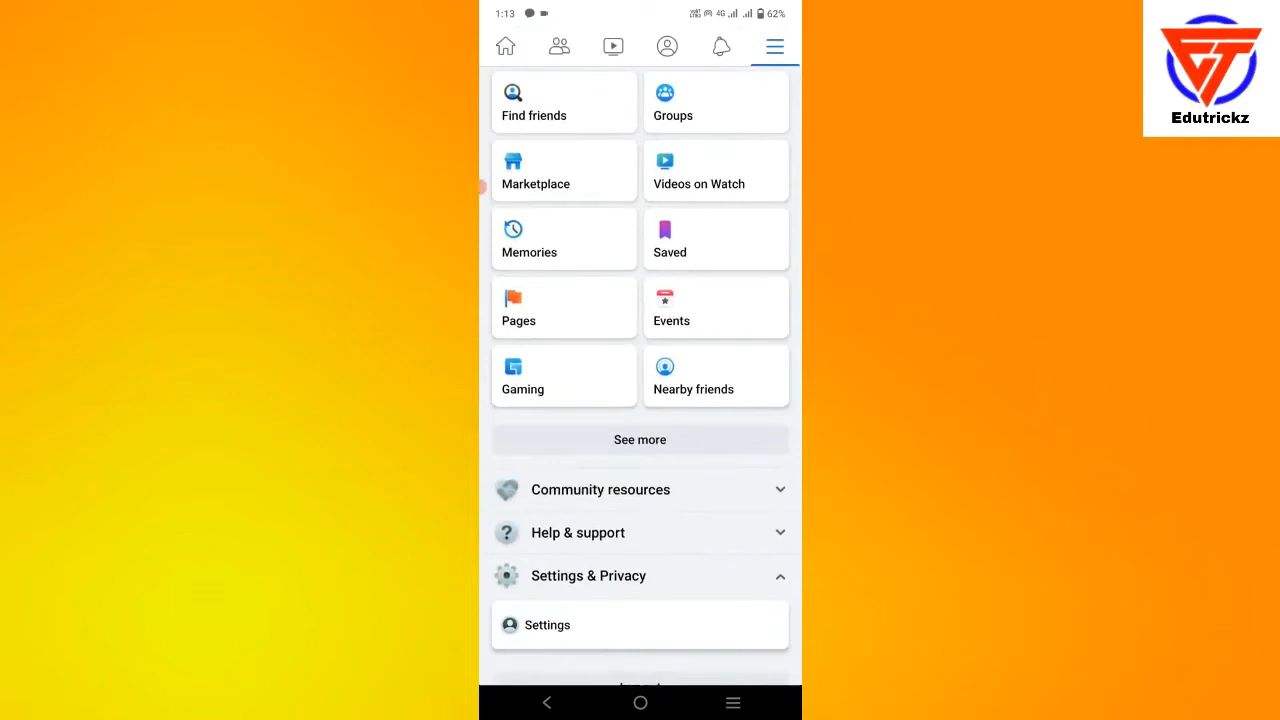 1:13
4G
62%
Edutrickz
Find friends
Groups
Marketplace
Videos on Watch
Memories
Saved
Pages
Events
Gaming
Nearby friends
See more
Community resources
Help & support
Settings & Privacy
Settings